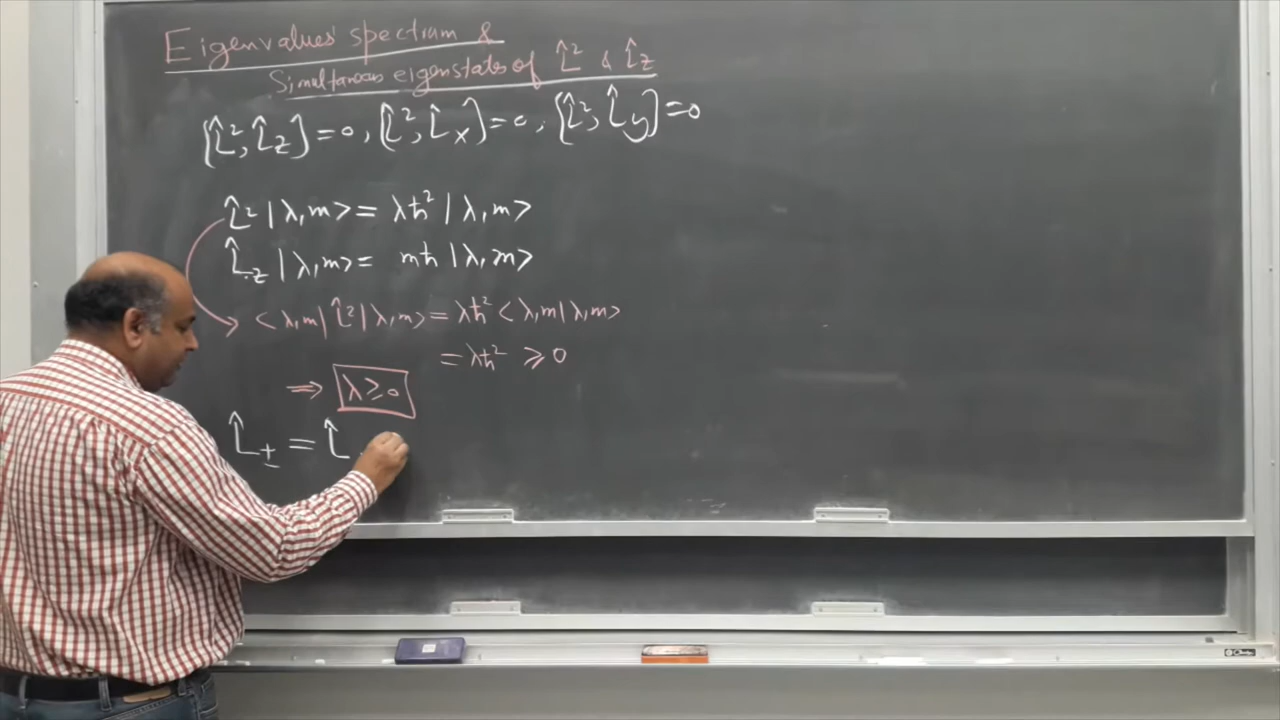 Eigenvalues spectrum &
Simultaneous eigenstates of L̂² & L̂z
[L̂², L̂z] = 0, [L̂², L̂x] = 0, [L̂², L̂y] = 0
L̂² |λ,m> = λħ² |λ,m>
L̂z |λ,m> = mħ |λ,m>
<λ,m| L̂² |λ,m> = λħ² <λ,m|λ,m>
= λħ² ≥ 0
⇒ λ ≥ 0
L̂± = L̂